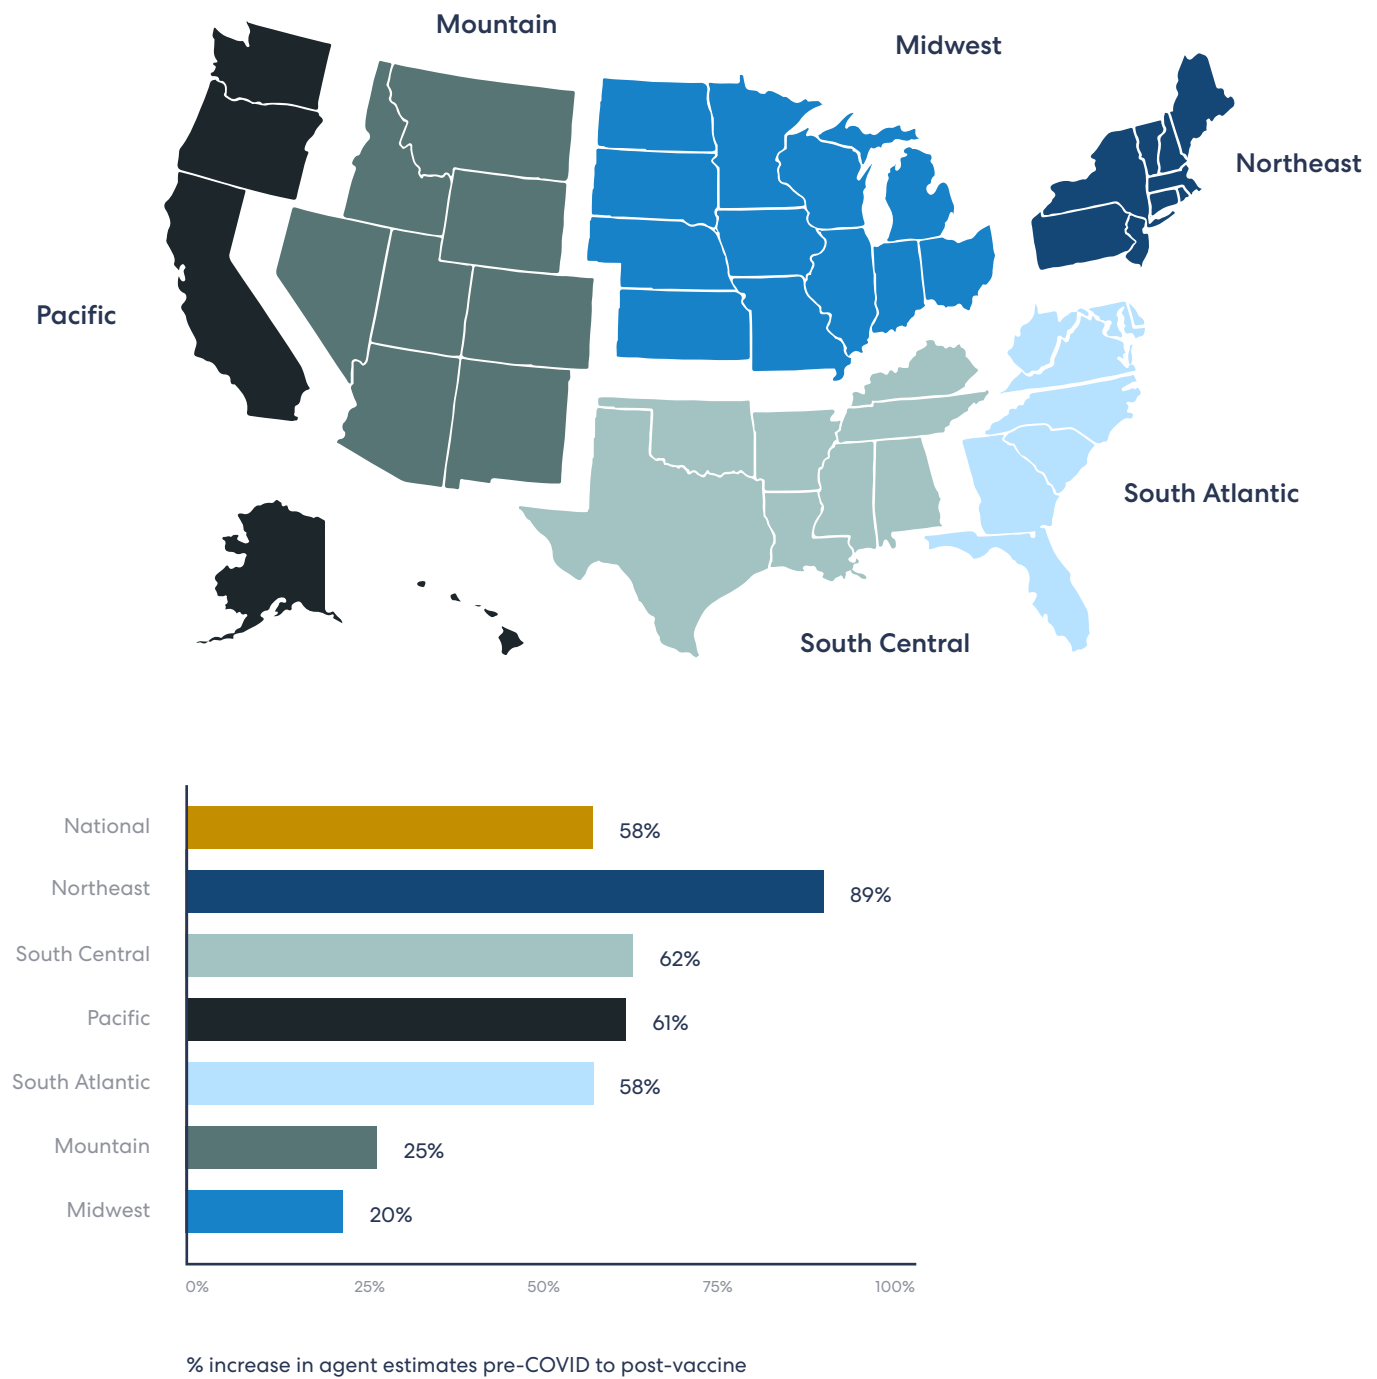 Mountain
Midwest
Northeast
Pacific
South Atlantic
South Central
National 58%
Northeast 89%
South Central 62%
Pacific 61%
South Atlantic 58%
Mountain 25%
Midwest 20%
0% 25% 50% 75% 100%
% increase in agent estimates pre-COVID to post-vaccine